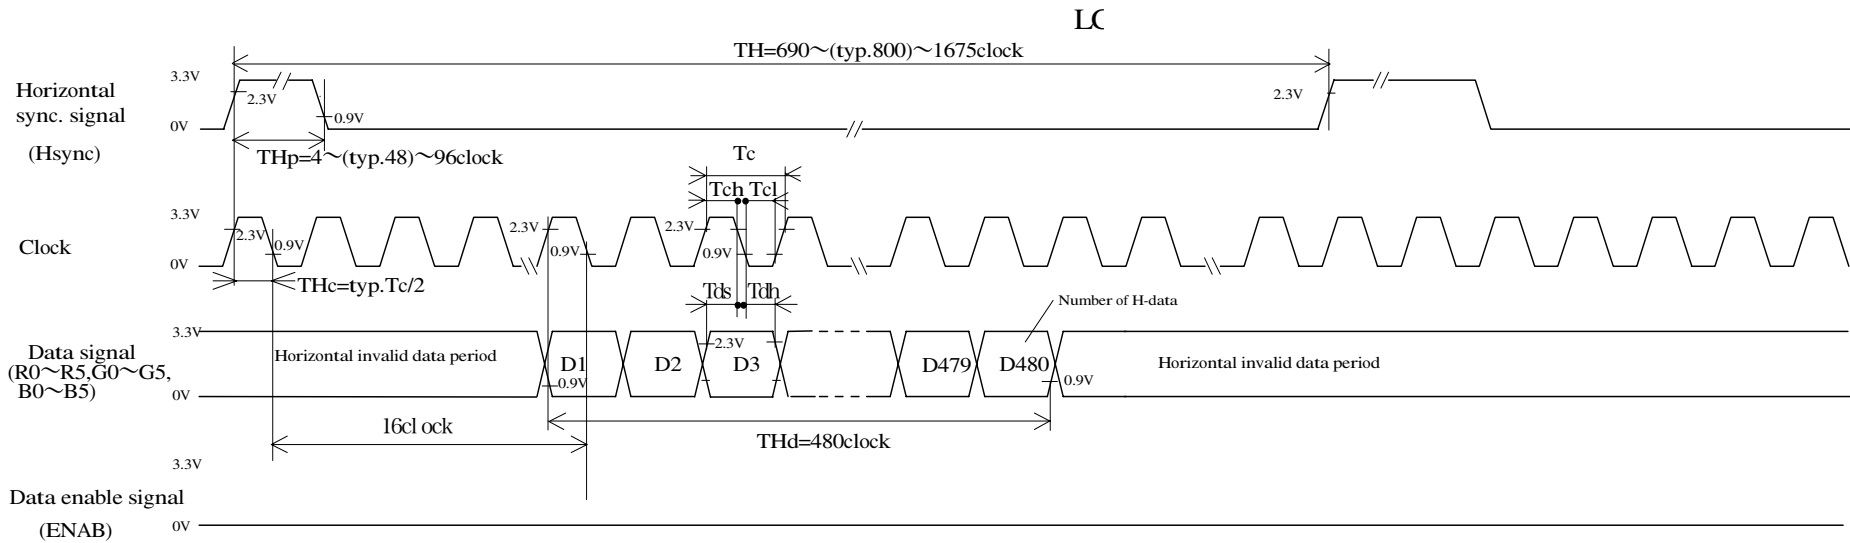 LC
TH=690～(typ.800)～1675clock
3.3V
Horizontal
sync. signal
(Hsync)
2.3V
0.9V
2.3V
0V
THp=4～(typ.48)～96clock
Tc
Tch Tcl
3.3V
Clock
2.3V
0.9V
2.3V
0.9V
2.3V
0.9V
0V
THc=typ.Tc/2
Tds Tdh
Number of H-data
3.3V
Data signal
(R0～R5,G0～G5,
B0～B5)
Horizontal invalid data period
D1
D2
2.3V
D3
D479
D480
Horizontal invalid data period
0.9V
0.9V
0V
16clock
THd=480clock
3.3V
Data enable signal
(ENAB)
0V